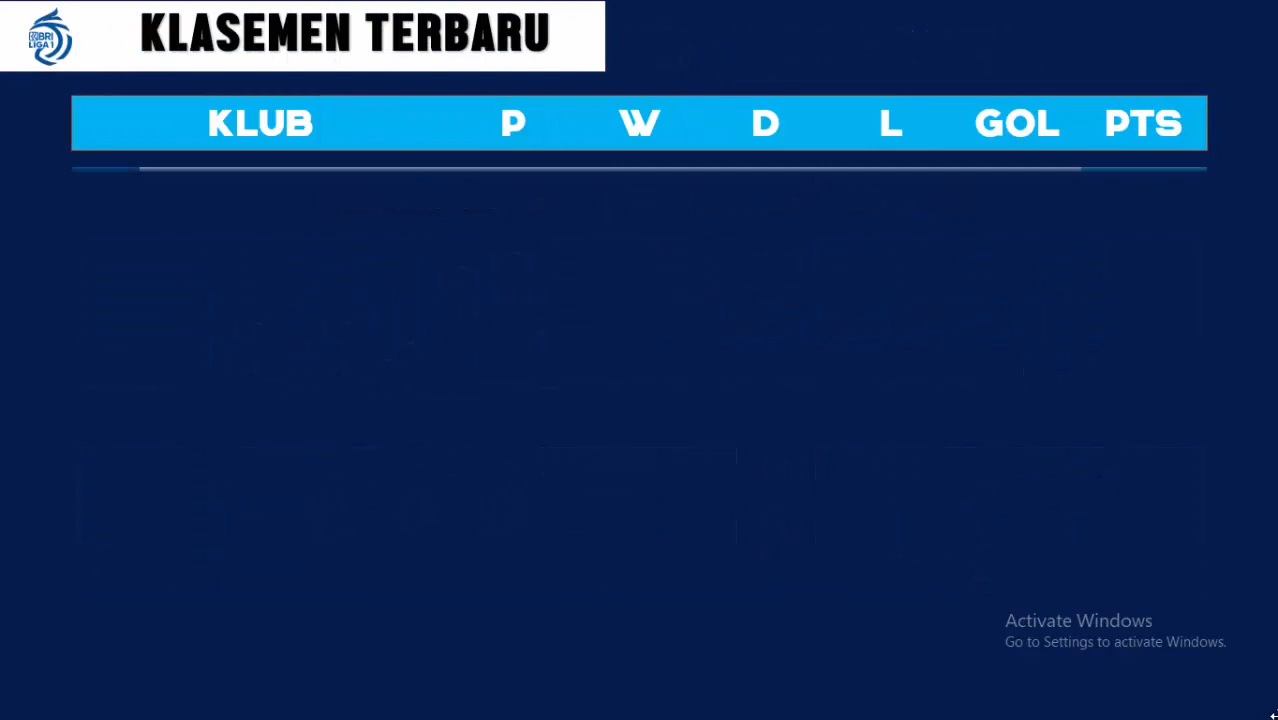 BRI
LIGA 1
KLASEMEN TERBARU
KLUB P W D L GOL PTS
Activate Windows
Go to Settings to activate Windows.